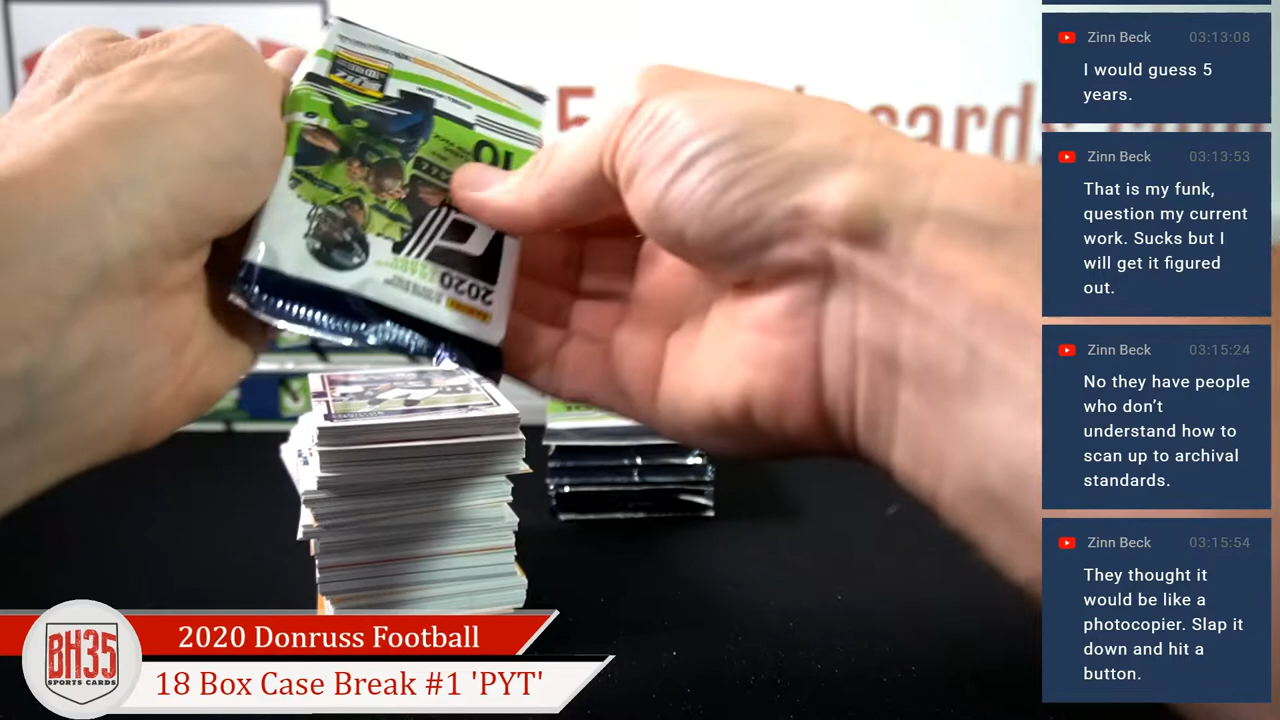 cards
10
2020
PANINI
Zinn Beck 03:13:08
I would guess 5
years.
Zinn Beck 03:13:53
That is my funk,
question my current
work. Sucks but I
will get it figured
out.
Zinn Beck 03:15:24
No they have people
who don’t
understand how to
scan up to archival
standards.
Zinn Beck 03:15:54
They thought it
would be like a
photocopier. Slap it
down and hit a
button.
BH35
SPORTS CARDS
2020 Donruss Football
18 Box Case Break #1 'PYT'